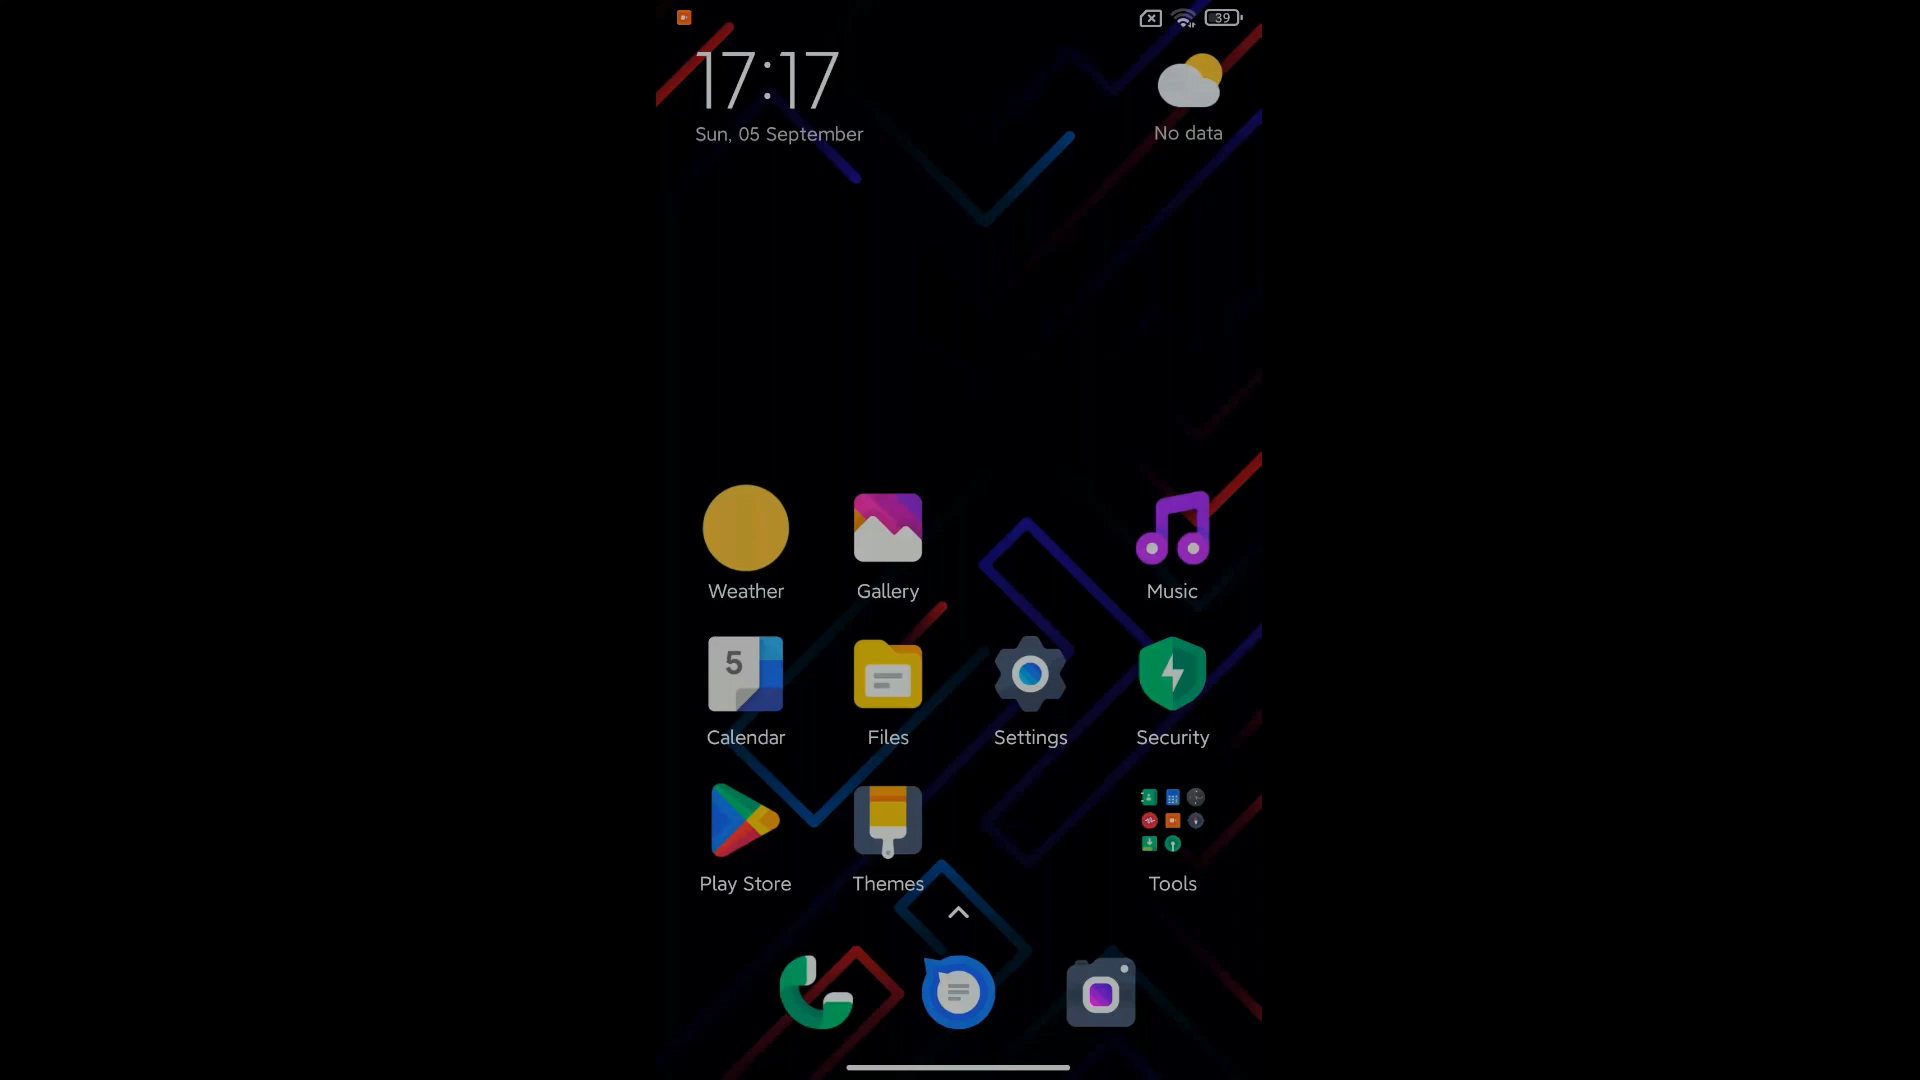 39
17:17
Sun, 05 September
No data
Weather
Gallery
Music
5
Calendar
Files
Settings
Security
Play Store
Themes
Tools